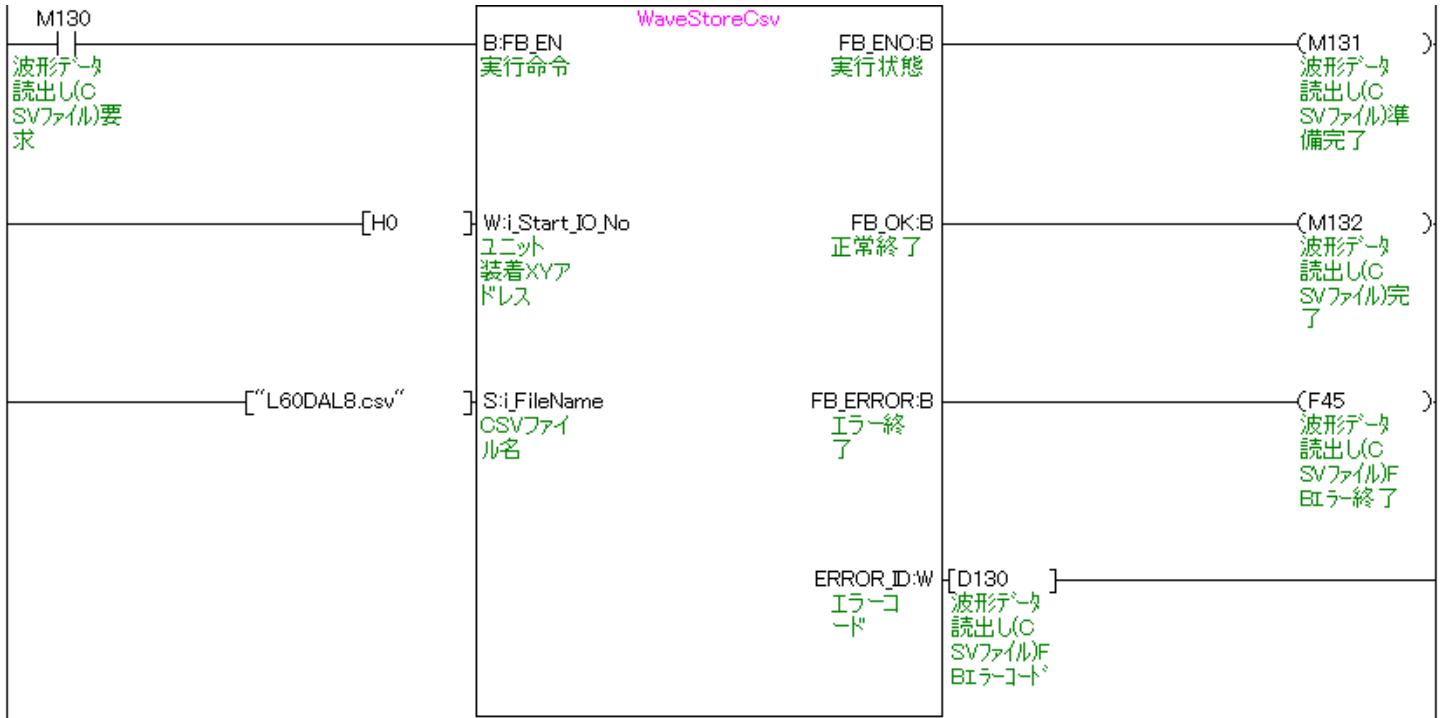 M130
WaveStoreCsv
B:FB_EN
FB_ENO:B
(M131 )
波形データ
読出し(C
SVファイル)要
求
実行命令
実行状態
波形データ
読出し(C
SVファイル)準
備完了
[H0 ]
W:i_Start_IO_No
FB_OK:B
(M132 )
ユニット
装着XYア
ドレス
正常終了
波形データ
読出し(C
SVファイル)完
了
["L60DAL8.csv" ]
S:i_FileName
FB_ERROR:B
(F45 )
CSVファイ
ル名
エラー終
了
波形データ
読出し(C
SVファイル)F
Bエラー終了
ERROR_ID:W
[D130 ]
エラーコ
ード
波形データ
読出し(C
SVファイル)F
Bエラーコード